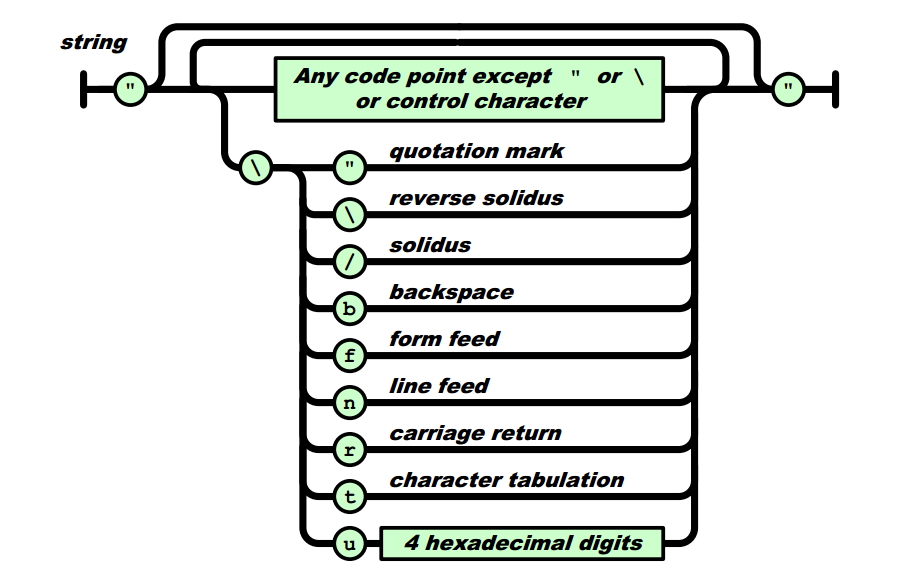 string
"
Any code point except " or \
or control character
"
\
" quotation mark
\ reverse solidus
/ solidus
b backspace
f form feed
n line feed
r carriage return
t character tabulation
u 4 hexadecimal digits